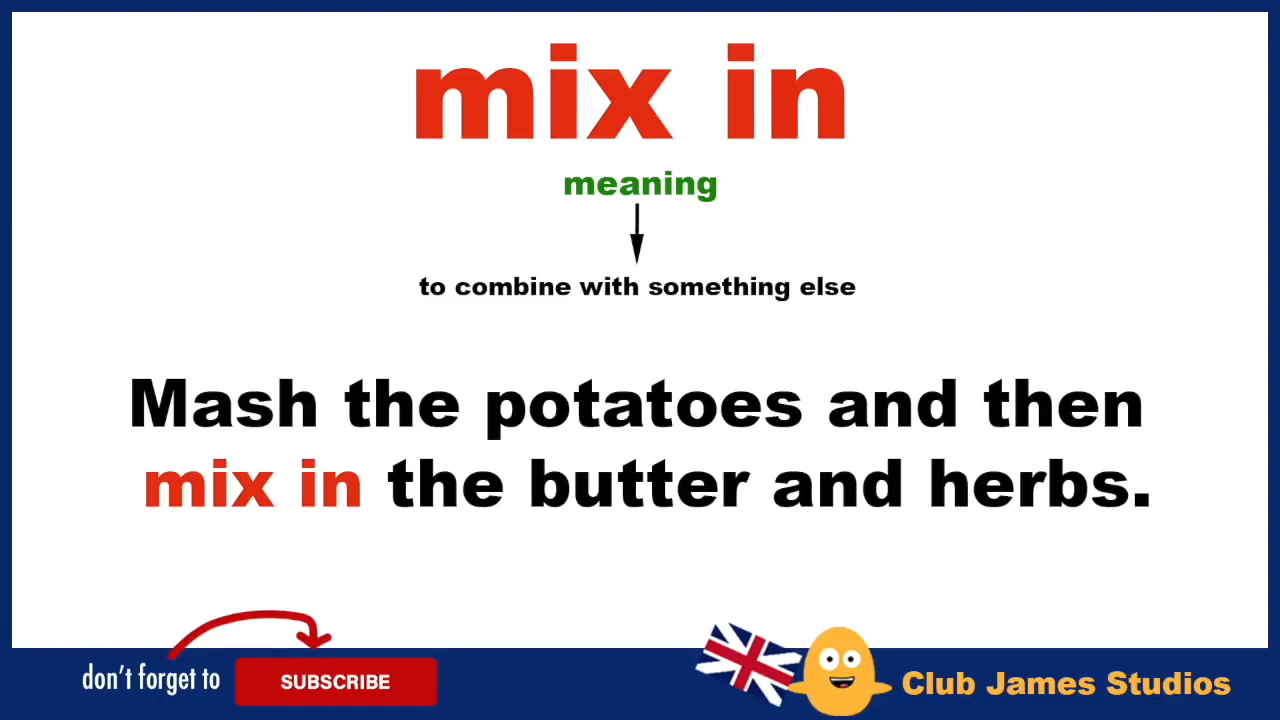 mix in
meaning
to combine with something else
Mash the potatoes and then
mix in the butter and herbs.
don't forget to SUBSCRIBE
Club James Studios